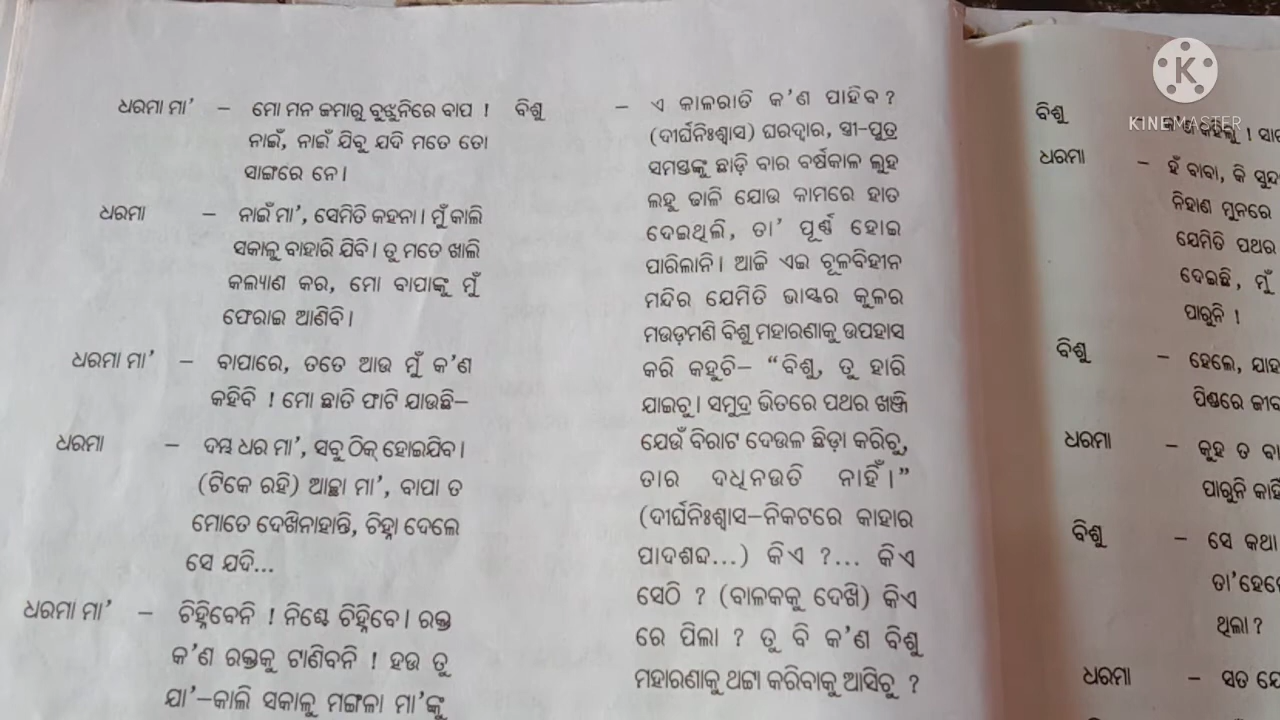 ଧରମା ମା' – ମୋ ମନ ଜମାରୁ ବୁଝୁନିରେ ବାପ !
ନାଇଁ, ନାଇଁ ଯିବୁ ଯଦି ମତେ ତୋ
ସାଙ୍ଗରେ ନେ।
ଧରମା – ନାଇଁ ମା', ସେମିତି କହନା। ମୁଁ କାଲି
ସକାଳୁ ବାହାରି ଯିବି। ତୁ ମତେ ଖାଲି
କଲ୍ୟାଣ କର, ମୋ ବାପାଙ୍କୁ ମୁଁ
ଫେରାଇ ଆଣିବି।
ଧରମା ମା' – ବାପାରେ, ତତେ ଆଉ ମୁଁ କ'ଣ
କହିବି ! ମୋ ଛାତି ଫାଟି ଯାଉଛି–
ଧରମା – ଦମ୍ଭ ଧର ମା', ସବୁ ଠିକ୍ ହୋଇଯିବ।
(ଟିକେ ରହି) ଆଚ୍ଛା ମା', ବାପା ତ
ମୋତେ ଦେଖିନାହାନ୍ତି, ଚିହ୍ନା ଦେଲେ
ସେ ଯଦି...
ଧରମା ମା' – ଚିହ୍ନିବେନି ! ନିଶ୍ଚେ ଚିହ୍ନିବେ। ରକ୍ତ
କ'ଣ ରକ୍ତକୁ ଟାଣିବନି ! ହଉ ତୁ
ଯା'–କାଲି ସକାଳୁ ମଙ୍ଗଳା ମା'ଙ୍କୁ
ବିଶୁ – ଏ କାଳରାତି କ'ଣ ପାହିବ ?
(ଦୀର୍ଘନିଃଶ୍ୱାସ) ଘରଦ୍ୱାର, ସ୍ତ୍ରୀ-ପୁତ୍ର
ସମସ୍ତଙ୍କୁ ଛାଡ଼ି ବାର ବର୍ଷକାଳ ଲୁହ
ଲହୁ ଢାଳି ଯୋଉ କାମରେ ହାତ
ଦେଇଥିଲି, ତା' ପୂର୍ଣ୍ଣ ହୋଇ
ପାରିଲାନି। ଆଜି ଏଇ ଚୂଳବିହୀନ
ମନ୍ଦିର ଯେମିତି ଭାସ୍କର କୁଳର
ମଉଡ଼ମଣି ବିଶୁ ମହାରଣାକୁ ଉପହାସ
କରି କହୁଚି– “ବିଶୁ, ତୁ ହାରି
ଯାଇଚୁ। ସମୁଦ୍ର ଭିତରେ ପଥର ଖଞ୍ଜି
ଯେଉଁ ବିରାଟ ଦେଉଳ ଛିଡ଼ା କରିଚୁ,
ତାର ଦଧିନଉତି ନାହିଁ।”
(ଦୀର୍ଘନିଃଶ୍ୱାସ–ନିକଟରେ କାହାର
ପାଦଶବ୍ଦ...) କିଏ ?... କିଏ
ସେଠି ? (ବାଳକକୁ ଦେଖି) କିଏ
ରେ ପିଲା ? ତୁ ବି କ'ଣ ବିଶୁ
ମହାରଣାକୁ ଥଟ୍ଟା କରିବାକୁ ଆସିଚୁ ?
ବିଶୁ – କ'ଣ କହିଲୁ !
ଧରମା – ହଁ ବାବା, କି
ନିହାଣ ମୁନରେ
ଯେମିତି ପଥର
ଦେଇଛି, ମୁଁ
ପାରୁନି !
ବିଶୁ – ହେଲେ,
ପିଣ୍ଡରେ
ଧରମା – କୁହ ତ
ପାରୁନି
ବିଶୁ – ସେ କଥା
ଥିଲା ?
ଧରମା – ସତ
KINEMASTER